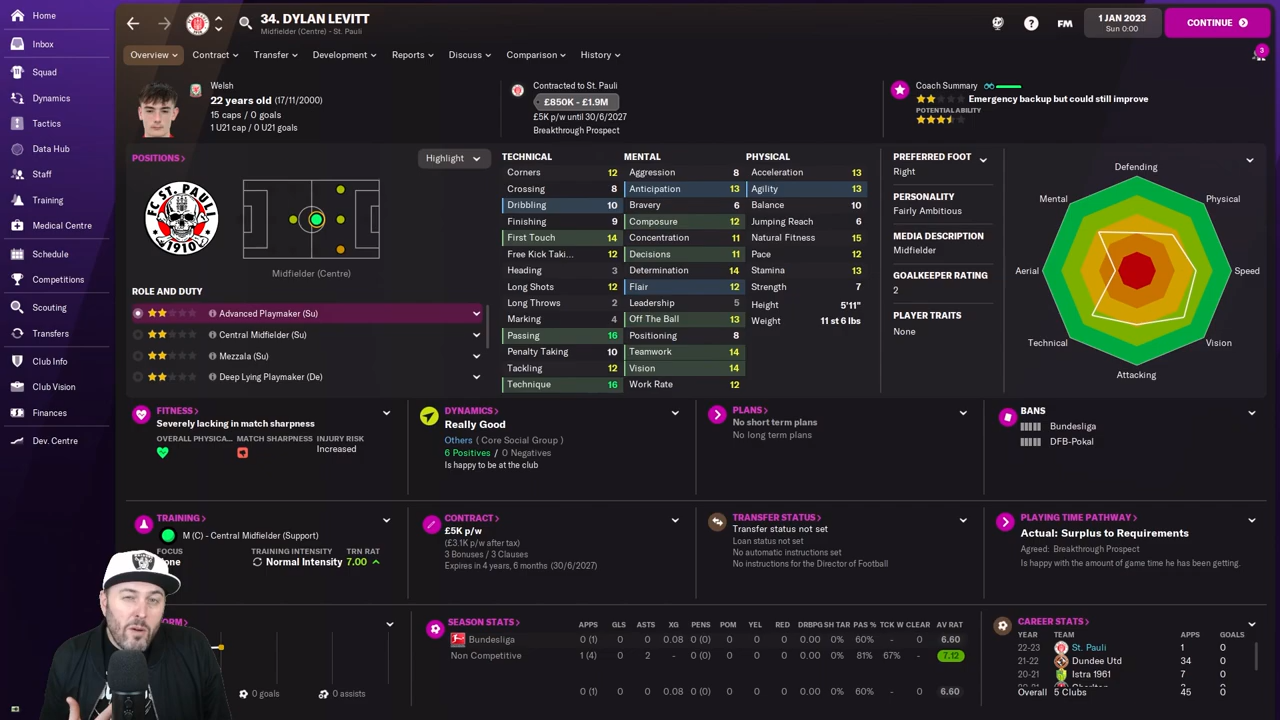 Home
Inbox
Squad
Dynamics
Tactics
Data Hub
Staff
Training
Medical Centre
Schedule
Competitions
Scouting
Transfers
Club Info
Club Vision
Finances
Dev. Centre
34. DYLAN LEVITT
Midfielder (Centre) - St. Pauli
FM
1 JAN 2023
Sun 0:00
CONTINUE
3
Overview
Contract
Transfer
Development
Reports
Discuss
Comparison
History
Welsh
22 years old (17/11/2000)
15 caps / 0 goals
1 U21 cap / 0 U21 goals
Contracted to St. Pauli
£850K - £1.9M
£5K p/w until 30/6/2027
Breakthrough Prospect
Coach Summary
Emergency backup but could still improve
POTENTIAL ABILITY
POSITIONS
Highlight
FC ST. PAULI
1910
Midfielder (Centre)
ROLE AND DUTY
Advanced Playmaker (Su)
Central Midfielder (Su)
Mezzala (Su)
Deep Lying Playmaker (De)
TECHNICAL
Corners 12
Crossing 8
Dribbling 10
Finishing 9
First Touch 14
Free Kick Taki... 12
Heading 3
Long Shots 12
Long Throws 2
Marking 4
Passing 16
Penalty Taking 10
Tackling 12
Technique 16
MENTAL
Aggression 8
Anticipation 13
Bravery 6
Composure 12
Concentration 11
Decisions 11
Determination 14
Flair 12
Leadership 5
Off The Ball 13
Positioning 8
Teamwork 14
Vision 14
Work Rate 12
PHYSICAL
Acceleration 13
Agility 13
Balance 10
Jumping Reach 6
Natural Fitness 15
Pace 12
Stamina 13
Strength 7
Height 5'11"
Weight 11 st 6 lbs
PREFERRED FOOT
Right
PERSONALITY
Fairly Ambitious
MEDIA DESCRIPTION
Midfielder
GOALKEEPER RATING
2
PLAYER TRAITS
None
Defending
Mental
Physical
Aerial
Speed
Technical
Vision
Attacking
FITNESS
Severely lacking in match sharpness
OVERALL PHYSICA... MATCH SHARPNESS INJURY RISK
Increased
DYNAMICS
Really Good
Others ( Core Social Group )
6 Positives / 0 Negatives
Is happy to be at the club
PLANS
No short term plans
No long term plans
BANS
Bundesliga
DFB-Pokal
TRAINING
M (C) - Central Midfielder (Support)
FOCUS TRAINING INTENSITY TRN RAT
one Normal Intensity 7.00
CONTRACT
£5K p/w
(£3.1K p/w after tax)
3 Bonuses / 3 Clauses
Expires in 4 years, 6 months (30/6/2027)
TRANSFER STATUS
Transfer status not set
Loan status not set
No automatic instructions set
No instructions for the Director of Football
PLAYING TIME PATHWAY
Actual: Surplus to Requirements
Agreed: Breakthrough Prospect
Is happy with the amount of game time he has been getting.
ORM
0 goals
0 assists
SEASON STATS APPS GLS ASTS XG PENS POM YEL RED DRBPG SH TAR PAS % TCK W CLEAR AV RAT
Bundesliga 0 (1) 0 0 0.08 0 (0) 0 0 0 0.00 0% 60% - 0 6.60
Non Competitive 1 (4) 0 2 - 0 (0) 0 0 0 0.00 0% 81% 67% - 7.12
0 (1) 0 0 0.08 0 (0) 0 0 0 0.00 0% 60% - 0 6.60
CAREER STATS
YEAR TEAM APPS GOALS
22-23 St. Pauli 1 0
21-22 Dundee Utd 34 0
20-21 Istra 1961 7 0
Overall 5 Clubs 45 0